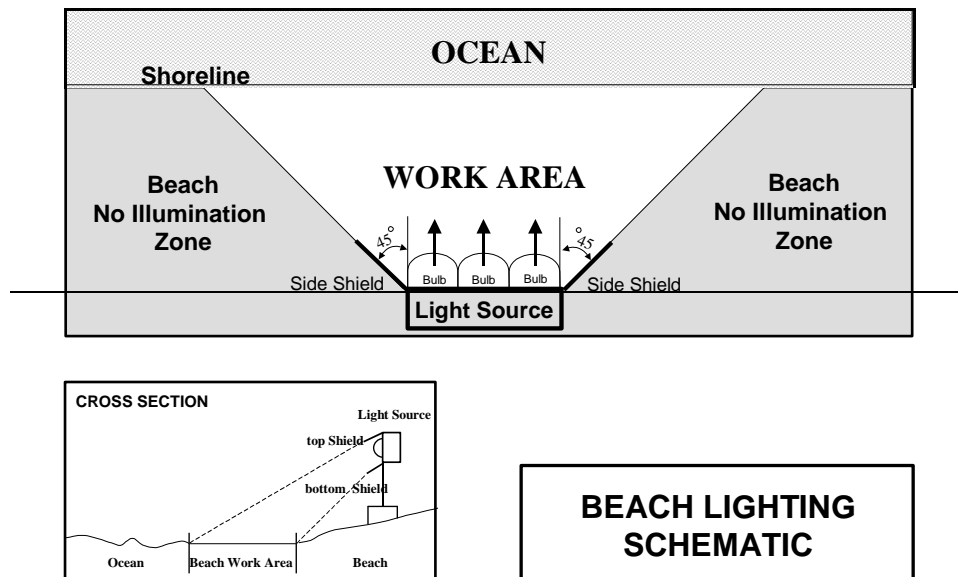 OCEAN
Shoreline
WORK AREA
Beach
No Illumination
Zone
Beach
No Illumination
Zone
45°
°45
Side Shield
Bulb
Bulb
Bulb
Side Shield
Light Source
CROSS SECTION
Light Source
top Shield
bottom Shield
Ocean
Beach Work Area
Beach
BEACH LIGHTING
SCHEMATIC